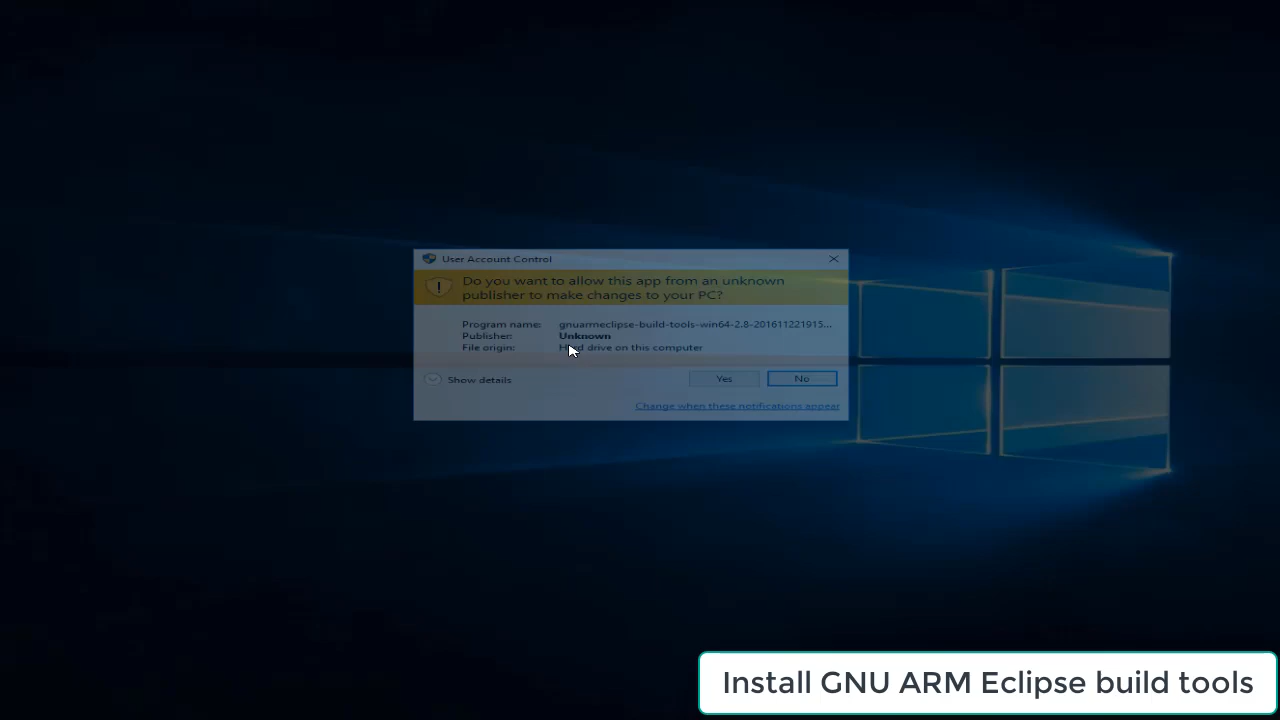 User Account Control
Do you want to allow this app from an unknown
publisher to make changes to your PC?
Program name: gnuarmeclipse-build-tools-win64-2.8-201611221915...
Publisher: Unknown
File origin: Hard drive on this computer
Show details
Yes
No
Change when these notifications appear
Install GNU ARM Eclipse build tools